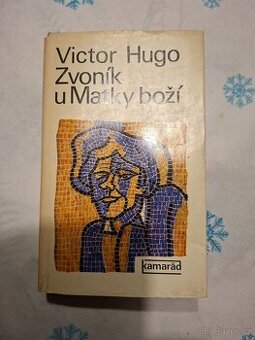 Victor Hugo
Zvoník
u Matky boží
kamarád